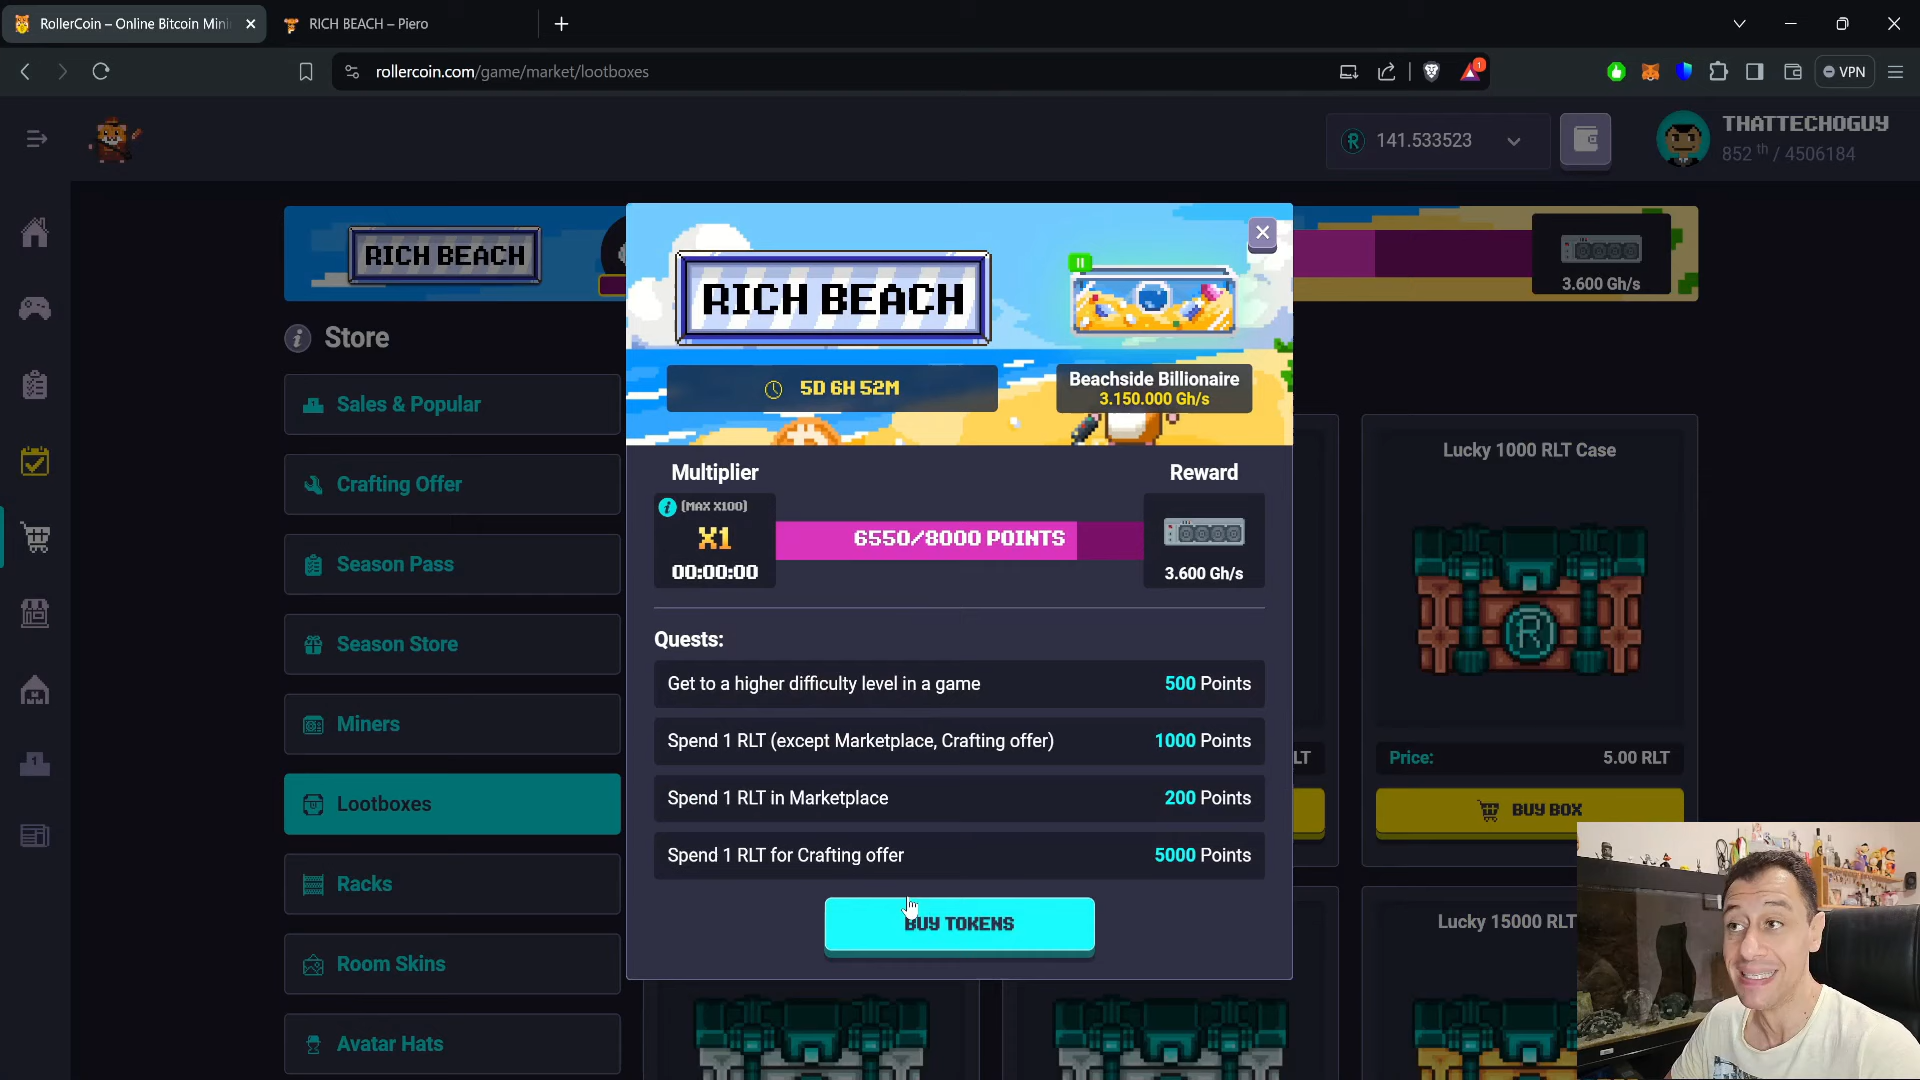 RollerCoin – Online Bitcoin Mini
RICH BEACH – Piero
rollercoin.com/game/market/lootboxes
1
VPN
141.533523
THATTECHOGUY
852 th / 4506184
RICH BEACH
3.600 Gh/s
Store
Sales & Popular
Crafting Offer
Season Pass
Season Store
Miners
Lootboxes
Racks
Room Skins
Avatar Hats
RICH BEACH
5D 6H 52M
Beachside Billionaire
3.150.000 Gh/s
Multiplier
Reward
(MAX X100)
X1
00:00:00
6550/8000 POINTS
3.600 Gh/s
Quests:
Get to a higher difficulty level in a game 500 Points
Spend 1 RLT (except Marketplace, Crafting offer) 1000 Points
Spend 1 RLT in Marketplace 200 Points
Spend 1 RLT for Crafting offer 5000 Points
BUY TOKENS
LT
Lucky 1000 RLT Case
Price: 5.00 RLT
BUY BOX
Lucky 15000 RLT